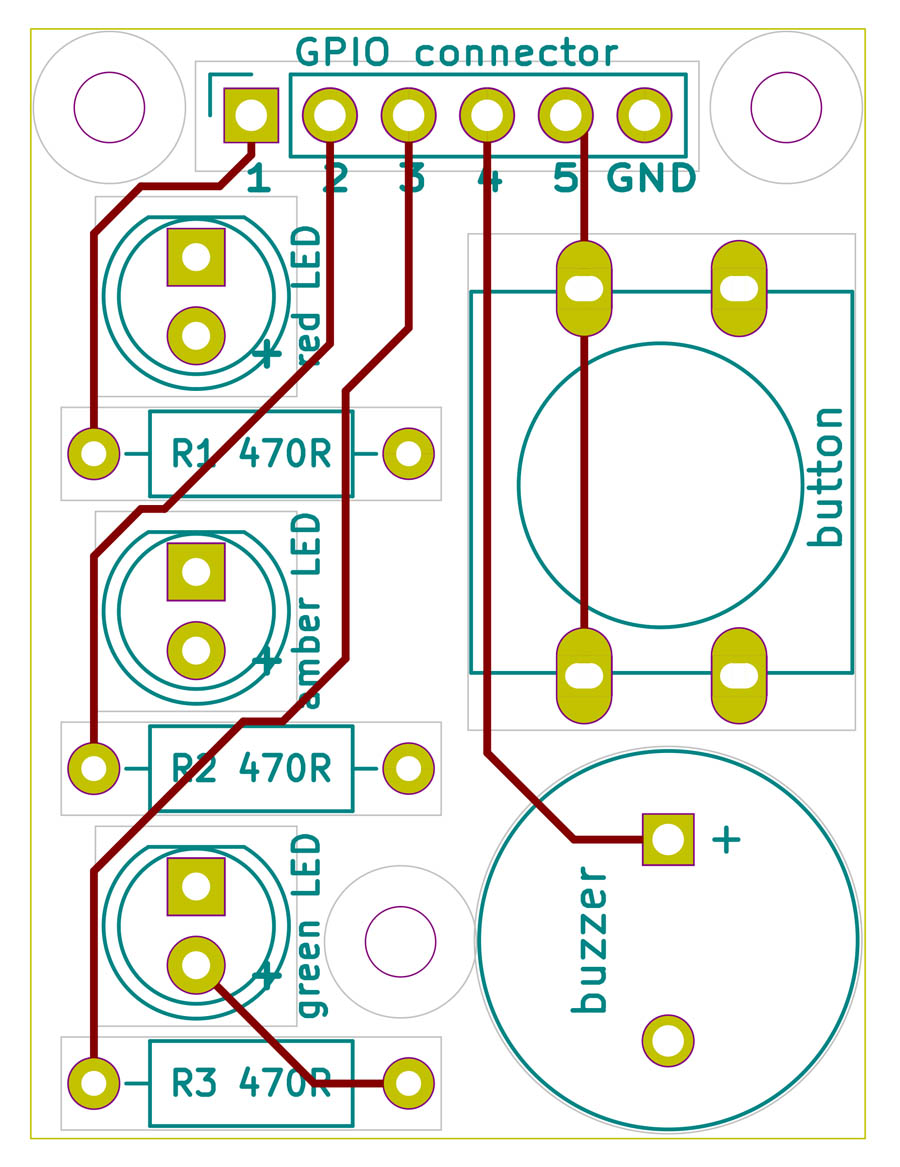 GPIO connector
1 2 3 4 5 GND
red LED
+
R1 470R
button
amber LED
+
R2 470R
+
buzzer
green LED
+
R3 470R